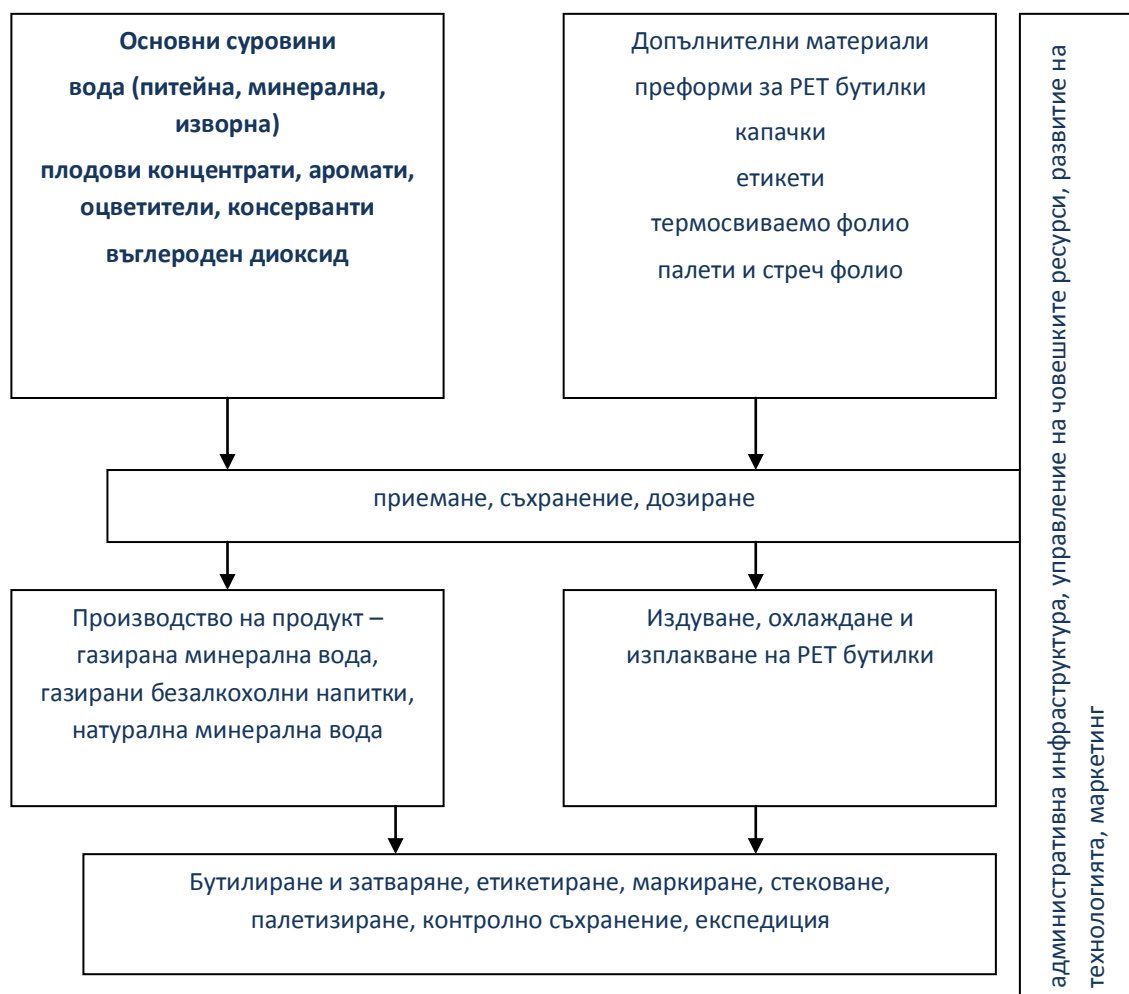 Основни суровини
вода (питейна, минерална,
изворна)
плодови концентрати, аромати,
оцветители, консерванти
въглероден диоксид
Допълнителни материали
преформи за PET бутилки
капачки
етикети
термосвиваемо фолио
палети и стреч фолио
приемане, съхранение, дозиране
Производство на продукт –
газирана минерална вода,
газирани безалкохолни напитки,
натурална минерална вода
Издуване, охлаждане и
изплакване на PET бутилки
Бутилиране и затваряне, етикетиране, маркиране, стековане,
палетизиране, контролно съхранение, експедиция
административна инфраструктура, управление на човешките ресурси, развитие на
технологията, маркетинг